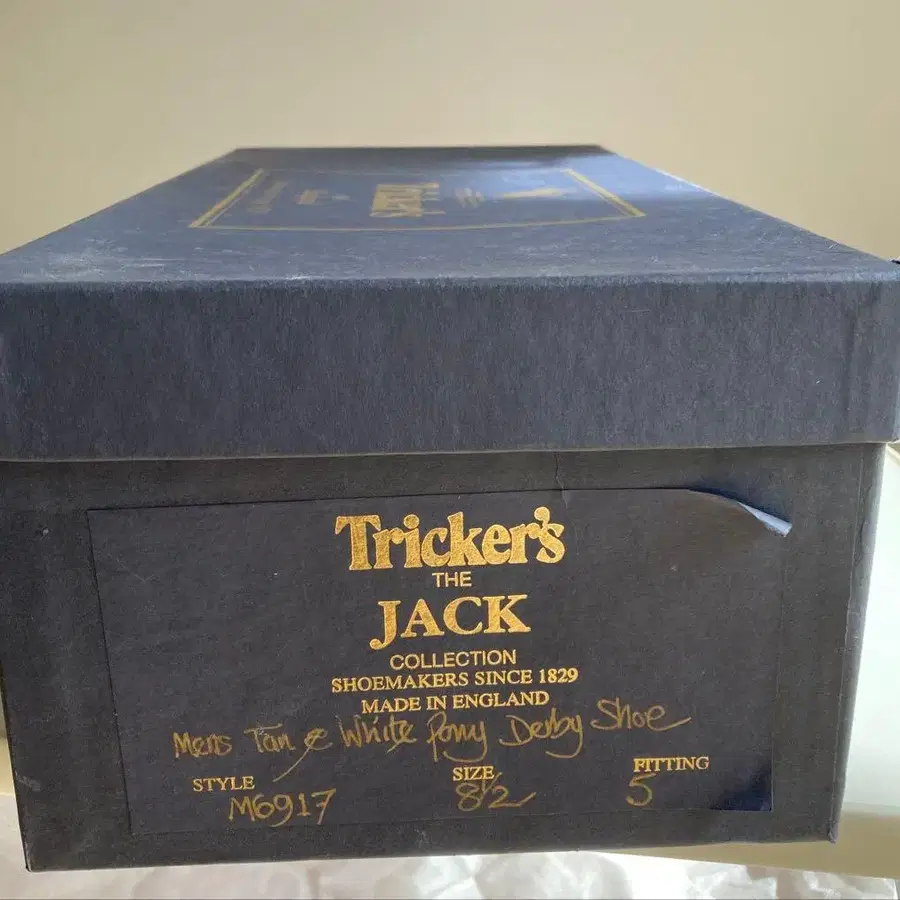 Tricker's
Tricker's
THE
JACK
COLLECTION
SHOEMAKERS SINCE 1829
MADE IN ENGLAND
Mens Tan & White Pony Derby Shoe
STYLE SIZE FITTING
M6917 8½ 5